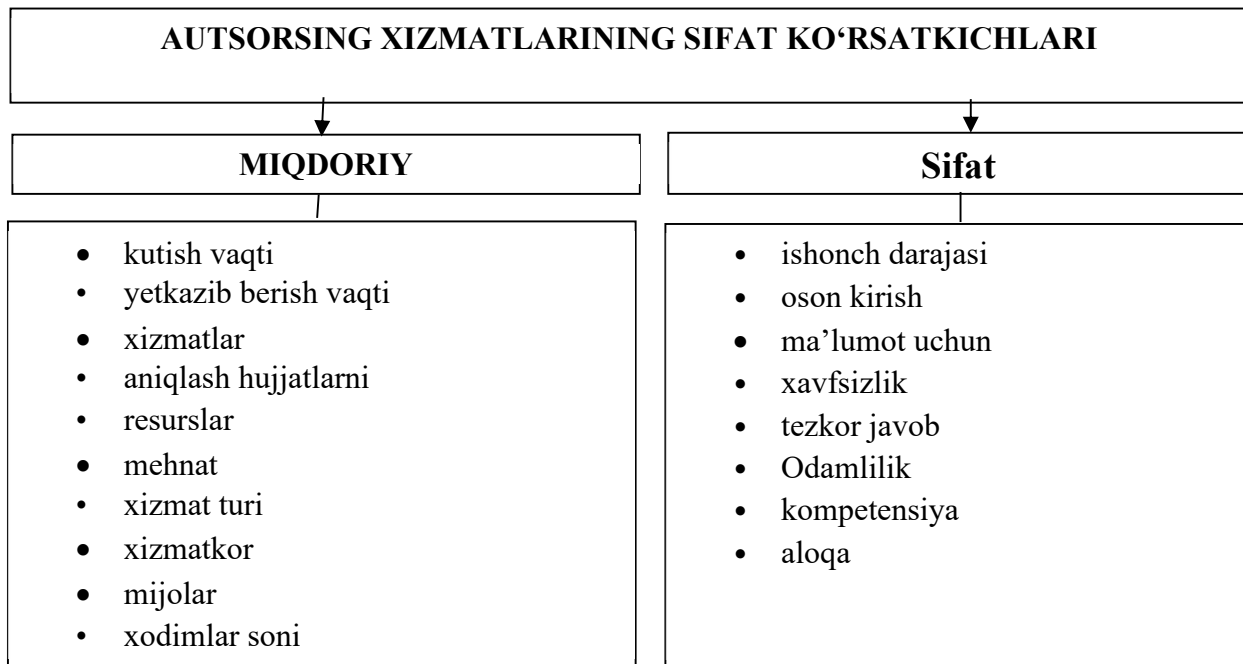 AUTSORSING XIZMATLARINING SIFAT KO‘RSATKICHLARI
MIQDORIY
• kutish vaqti
• yetkazib berish vaqti
• xizmatlar
• aniqlash hujjatlarni
• resurslar
• mehnat
• xizmat turi
• xizmatkor
• mijolar
• xodimlar soni
Sifat
• ishonch darajasi
• oson kirish
• ma’lumot uchun
• xavfsizlik
• tezkor javob
• Odamlilik
• kompetensiya
• aloqa